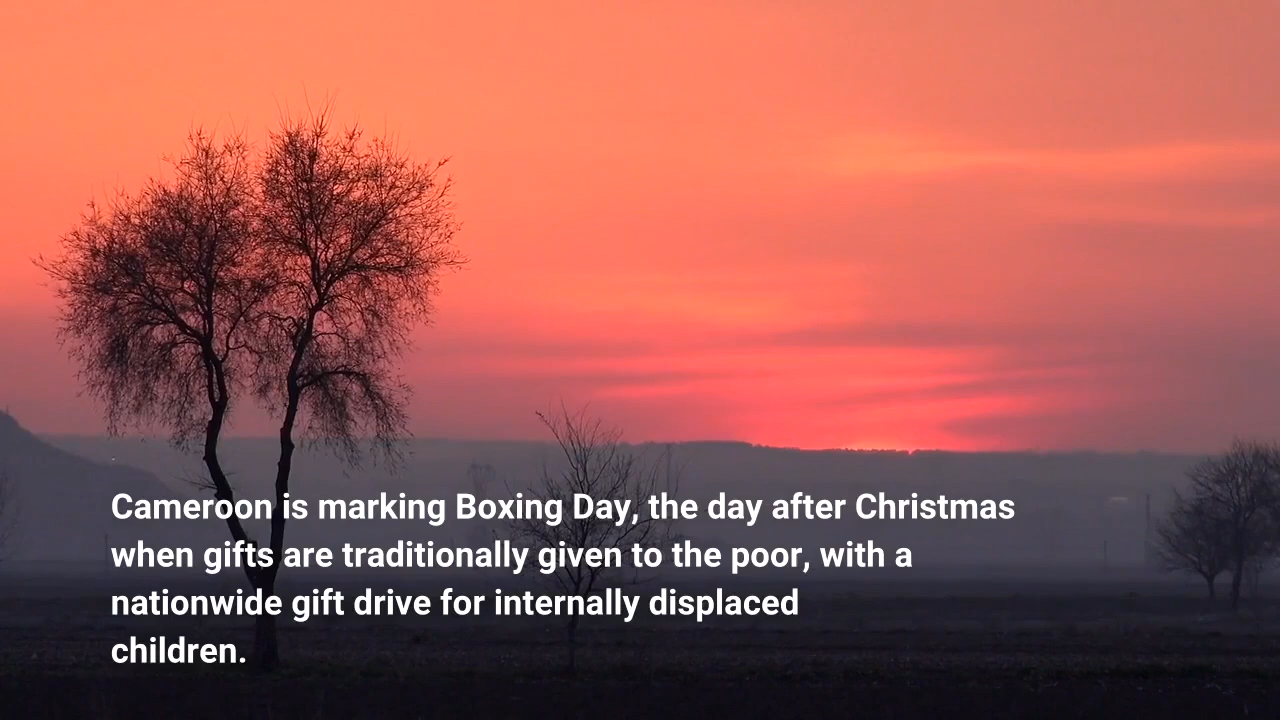 Cameroon is marking Boxing Day, the day after Christmas
when gifts are traditionally given to the poor, with a
nationwide gift drive for internally displaced
children.